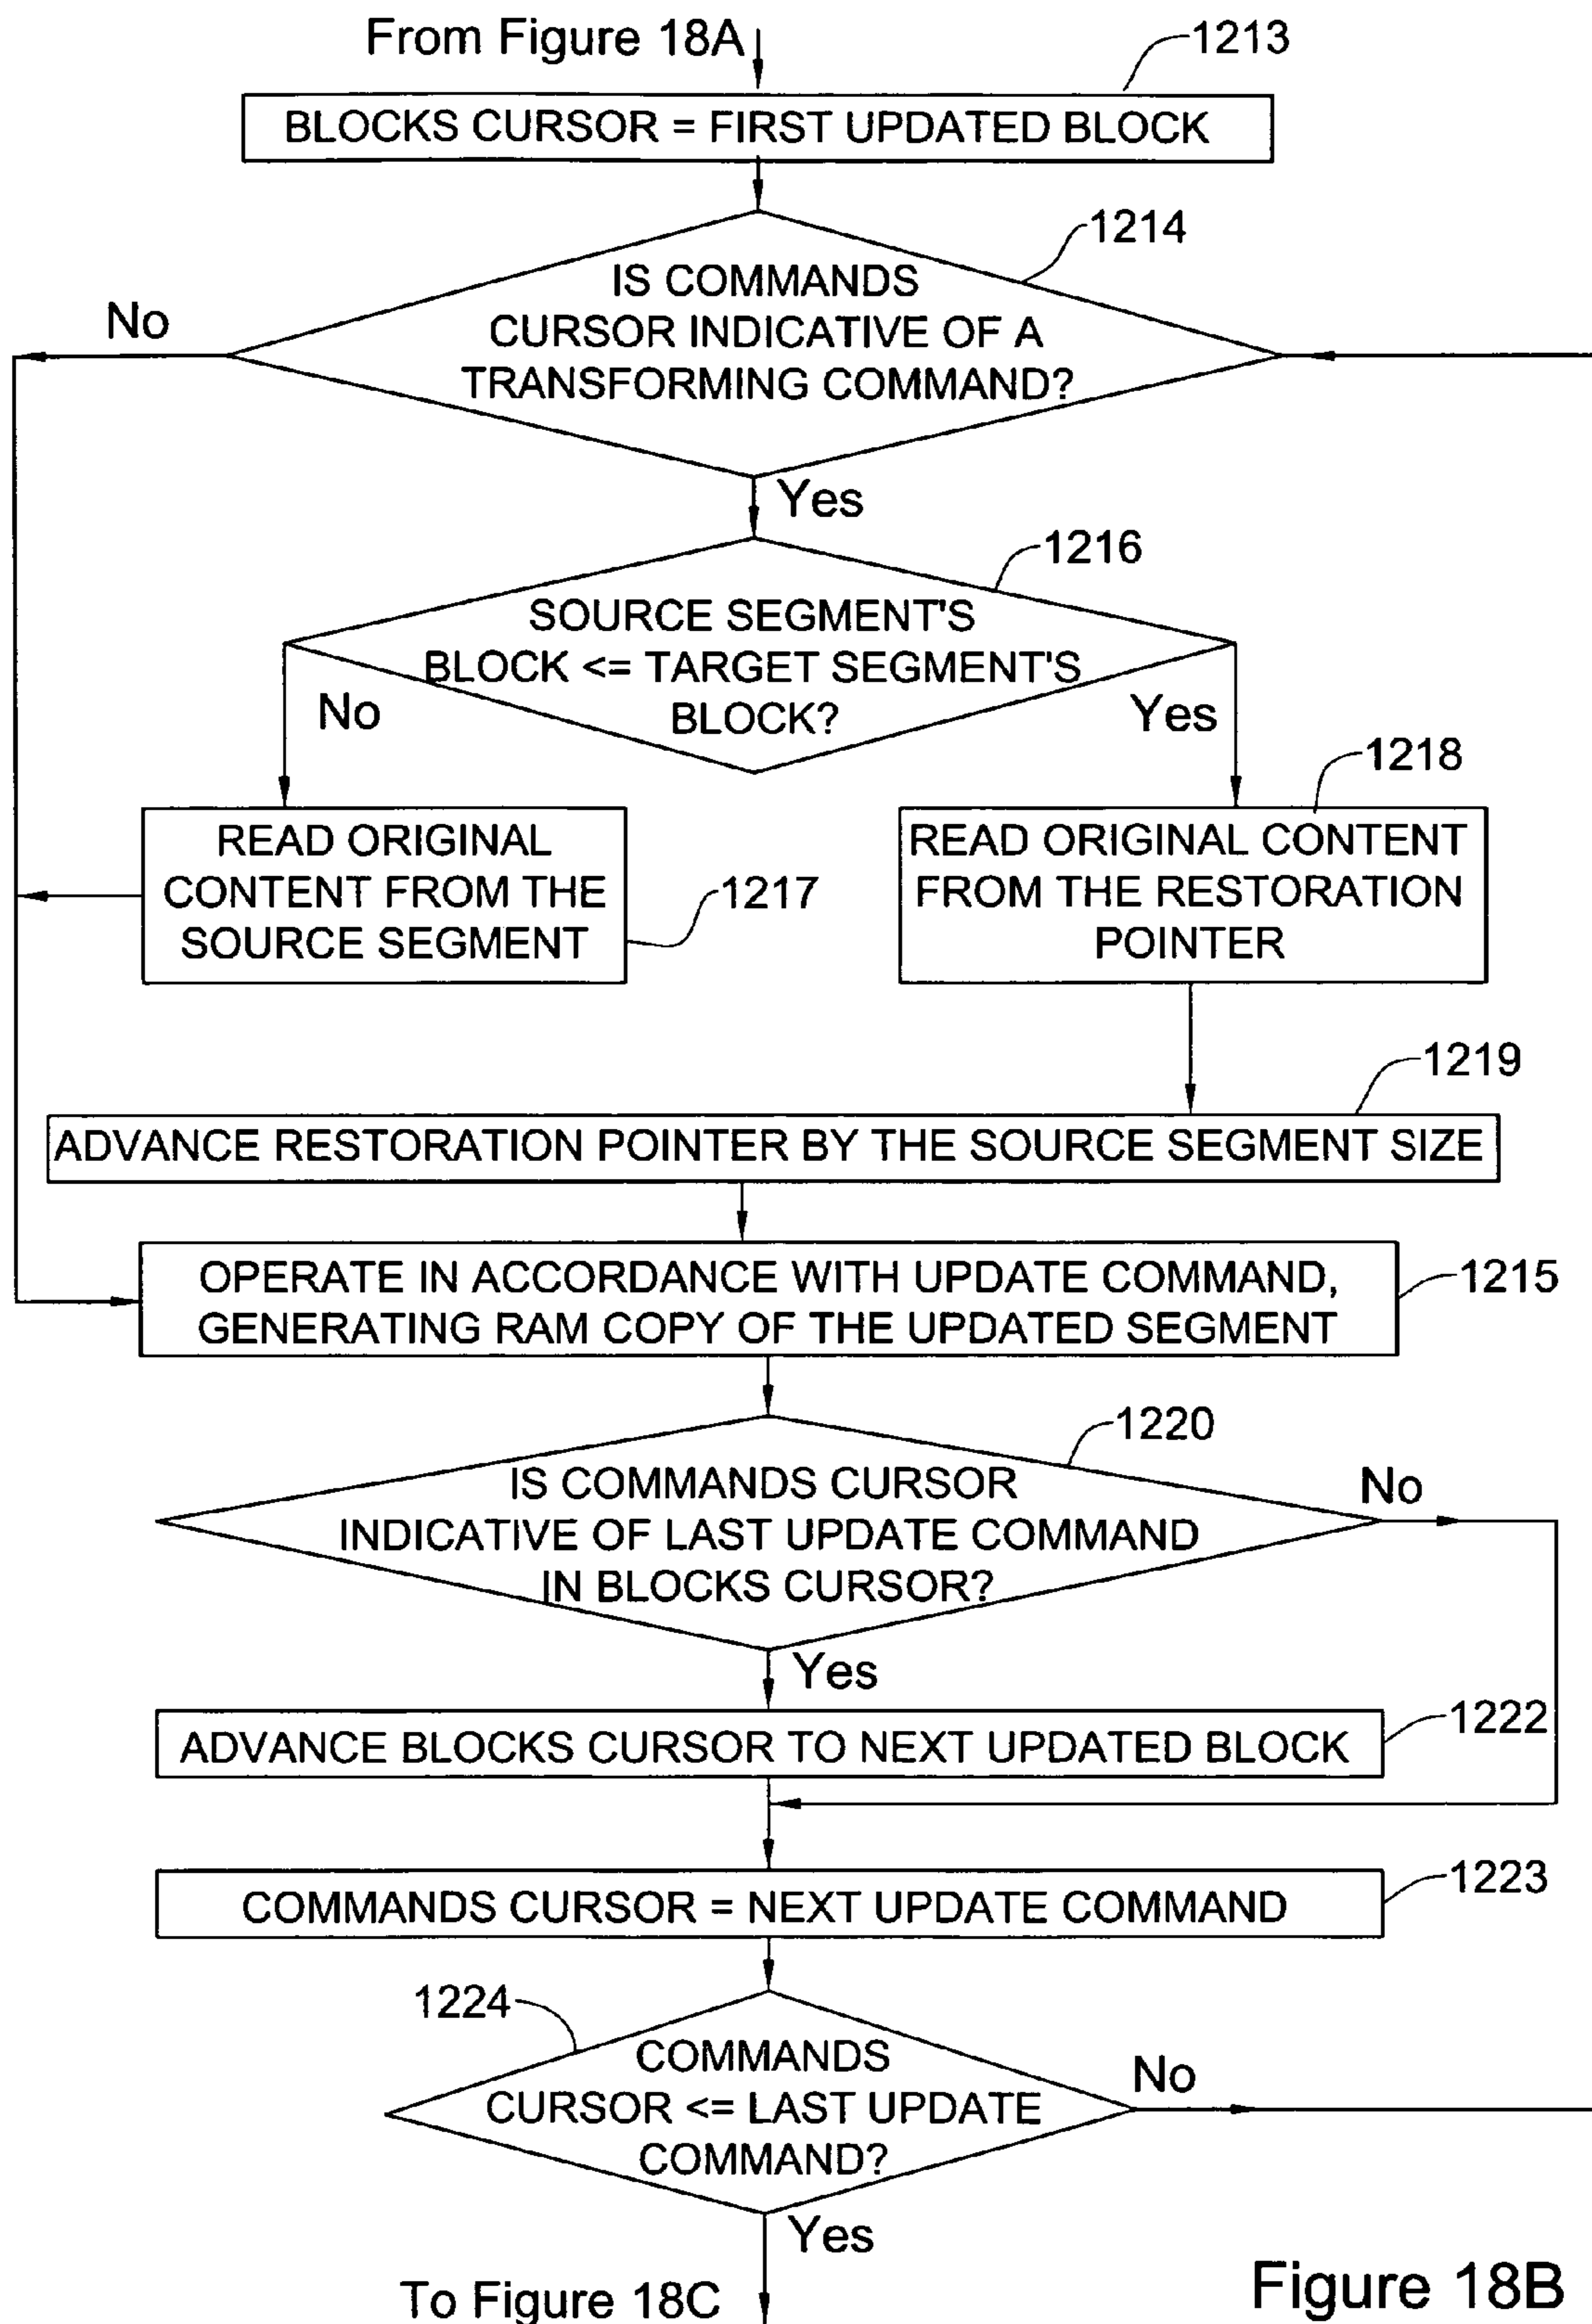 From Figure 18A
1213
BLOCKS CURSOR = FIRST UPDATED BLOCK
1214
IS COMMANDS
CURSOR INDICATIVE OF A
TRANSFORMING COMMAND?
No
Yes
1216
SOURCE SEGMENT'S
BLOCK <= TARGET SEGMENT'S
BLOCK?
No
Yes
1218
READ ORIGINAL
CONTENT FROM THE
SOURCE SEGMENT
1217
READ ORIGINAL CONTENT
FROM THE RESTORATION
POINTER
1219
ADVANCE RESTORATION POINTER BY THE SOURCE SEGMENT SIZE
OPERATE IN ACCORDANCE WITH UPDATE COMMAND,
GENERATING RAM COPY OF THE UPDATED SEGMENT
1215
1220
IS COMMANDS CURSOR
INDICATIVE OF LAST UPDATE COMMAND
IN BLOCKS CURSOR?
No
Yes
1222
ADVANCE BLOCKS CURSOR TO NEXT UPDATED BLOCK
1223
COMMANDS CURSOR = NEXT UPDATE COMMAND
1224
COMMANDS
CURSOR <= LAST UPDATE
COMMAND?
No
Yes
To Figure 18C
Figure 18B